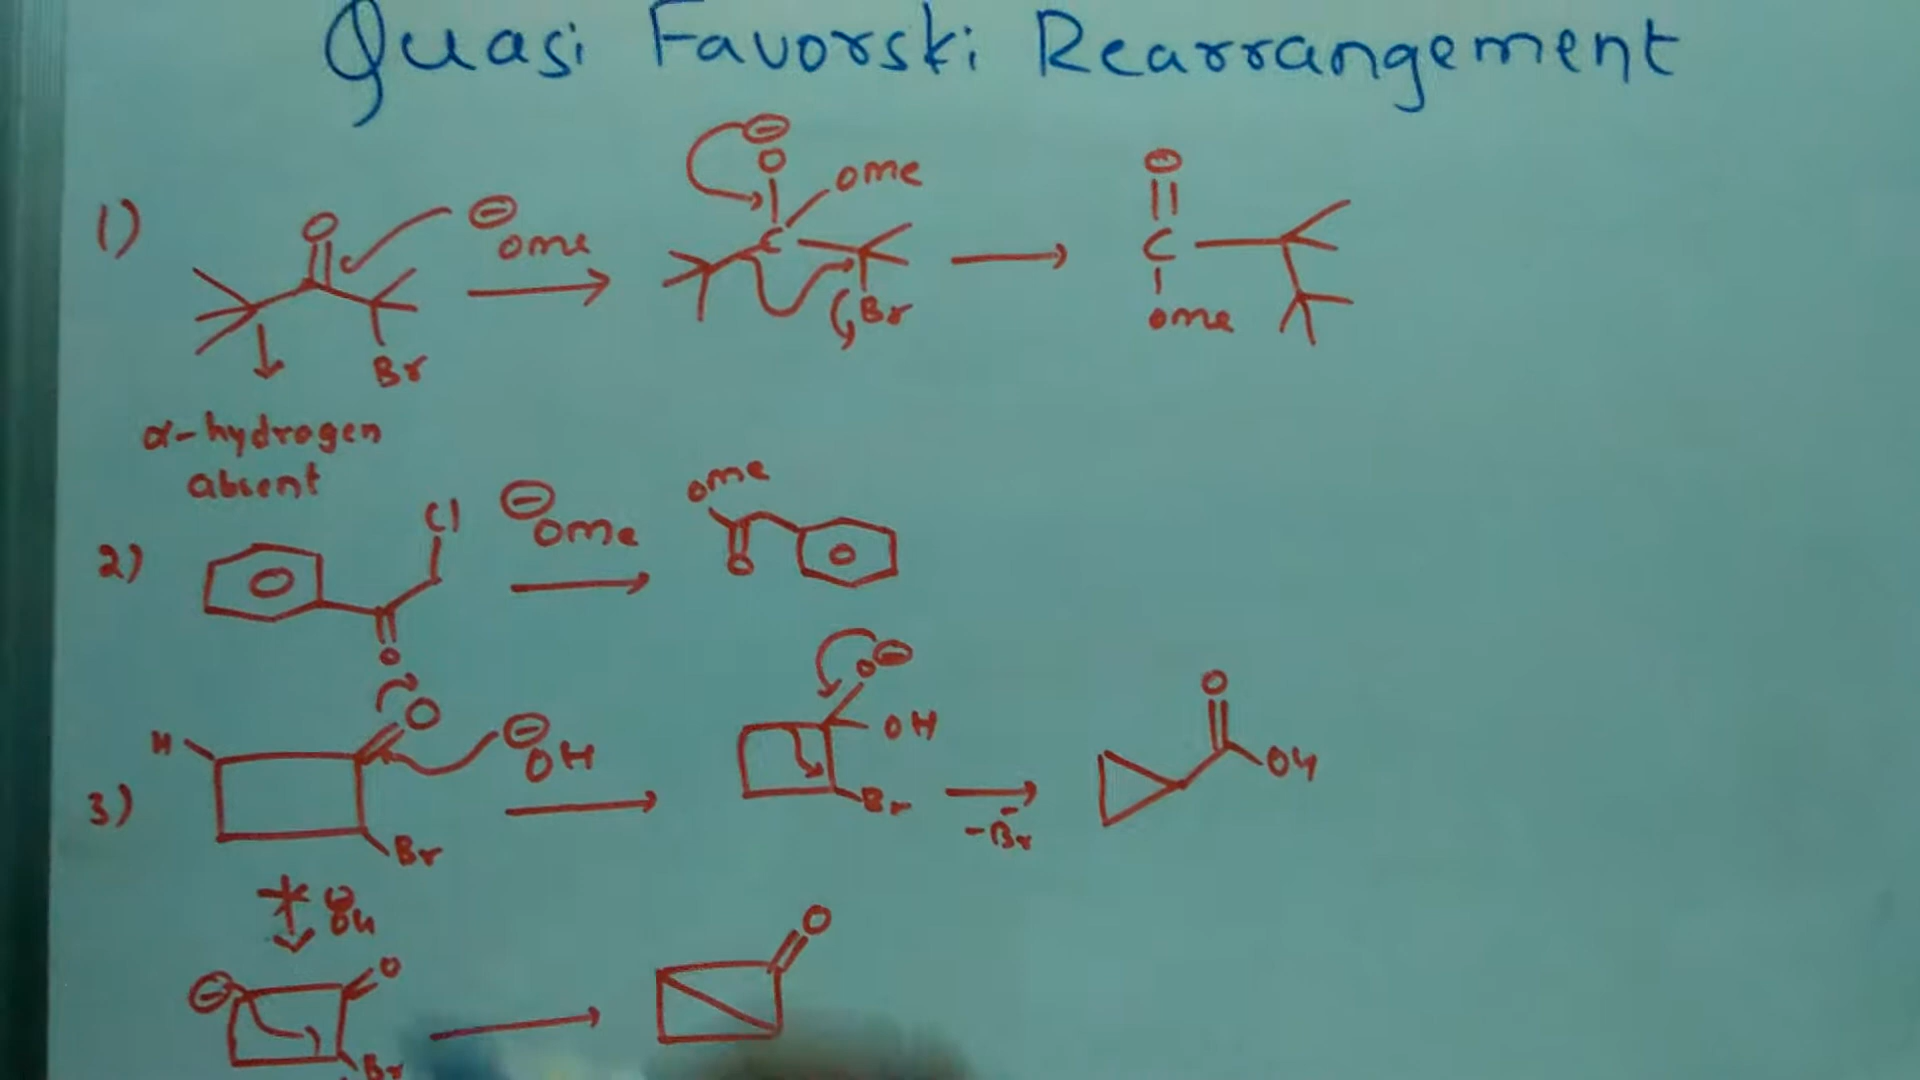 Quasi Favorski Rearrangement
1)
O
⊖
OMe
Br
α-hydrogen
absent
⊖
O
OMe
C
Br
O
C
OMe
2)
Cl
O
⊖
OMe
OMe
O
3)
H
O
⊖
OH
Br
O⊖
OH
Br
-Br⁻
O
OH
⊖
OH
⊖
O
Br
O